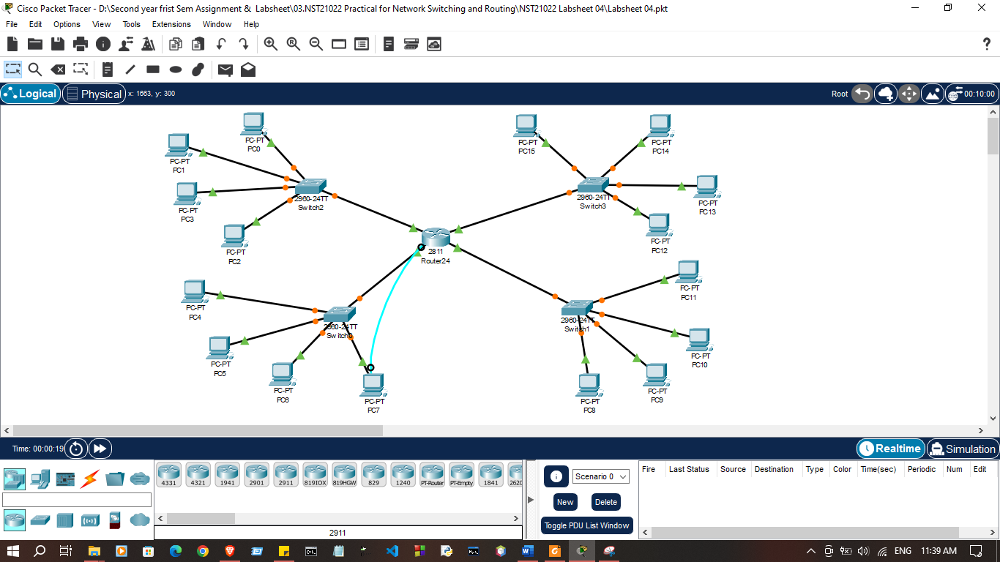 Cisco Packet Tracer - D:\Second year frist Sem Assignment &  Labsheet\03.NST21022 Practical for Network Switching and Routing\NST21022 Labsheet 04\Labsheet 04.pkt
File Edit Options View Tools Extensions Window Help
?
Logical Physical x: 1663, y: 300 Root 00:10:00
PC-PT
PC0
PC-PT
PC1
PC-PT
PC3
PC-PT
PC2
2960-24TT
Switch2
PC-PT
PC15
PC-PT
PC14
2960-24TT
Switch3
PC-PT
PC13
PC-PT
PC12
2811
Router24
PC-PT
PC4
PC-PT
PC5
PC-PT
PC6
2960-24TT
Switch0
PC-PT
PC7
2960-24TT
Switch1
PC-PT
PC11
PC-PT
PC10
PC-PT
PC9
PC-PT
PC8
Time: 00:00:19 Realtime Simulation
4331 4321 1941 2901 2911 819IOX 819HGW 829 1240 PT-Router PT-Empty 1841 2620
2911
Scenario 0
New Delete
Toggle PDU List Window
Fire Last Status Source Destination Type Color Time(sec) Periodic Num Edit
ENG 11:39 AM